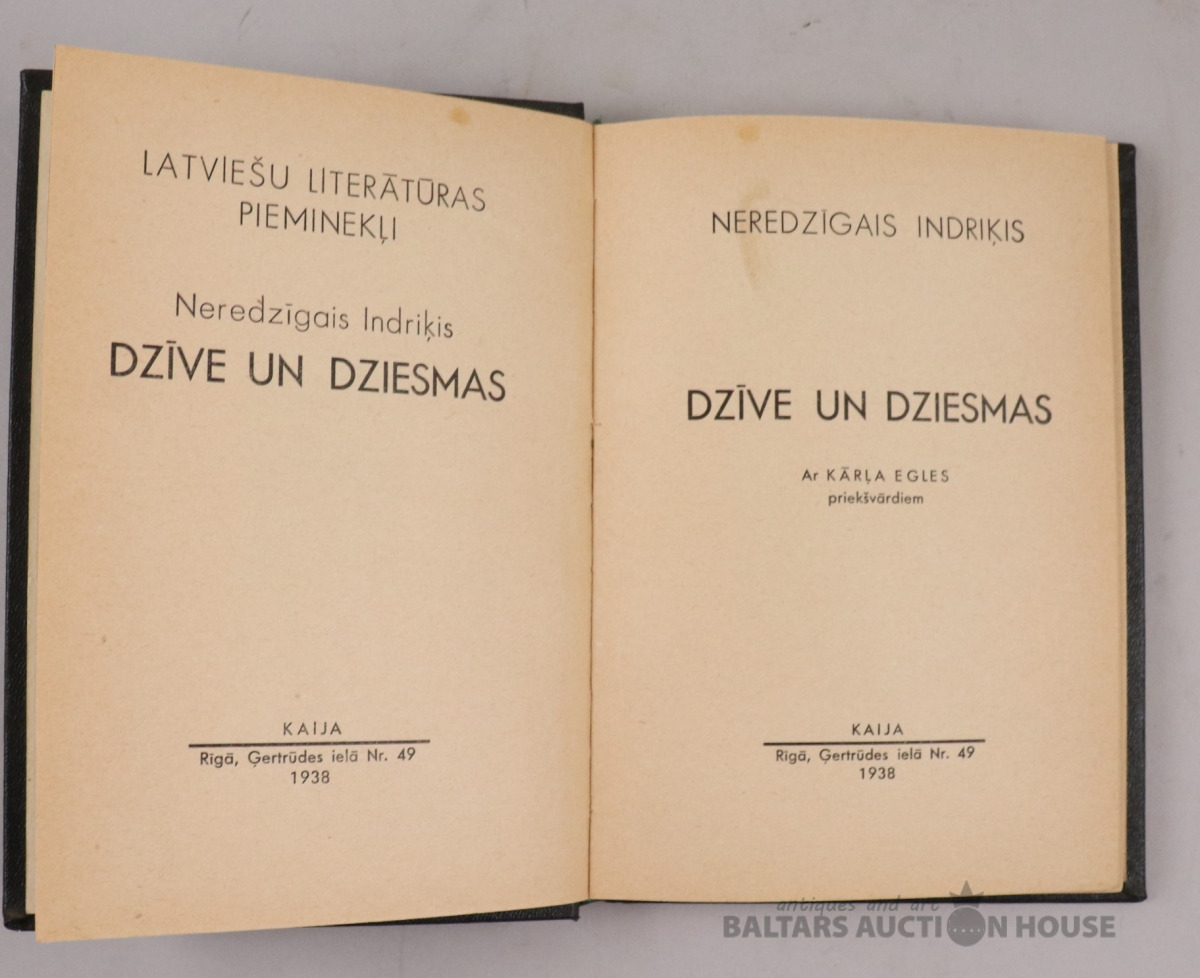 LATVIEŠU LITERĀTŪRAS
PIEMINEKĻI
Neredzīgais Indriķis
DZĪVE UN DZIESMAS
KAIJA
Rīgā, Ģertrūdes ielā Nr. 49
1938
NEREDZĪGAIS INDRIĶIS
DZĪVE UN DZIESMAS
Ar KĀRĻA EGLES
priekšvārdiem
KAIJA
Rīgā, Ģertrūdes ielā Nr. 49
1938
antiques and art
BALTARS AUCTION HOUSE